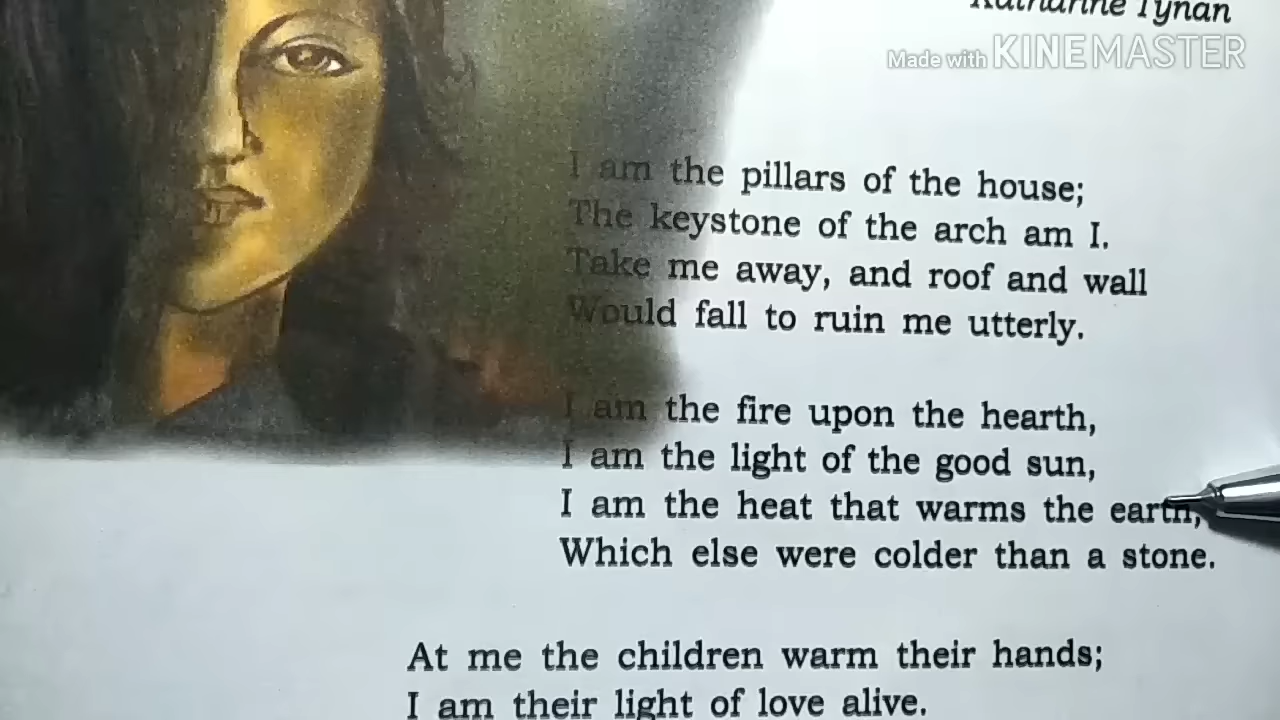 Katharine Tynan
Made with KINEMASTER
I am the pillars of the house;
The keystone of the arch am I.
Take me away, and roof and wall
Would fall to ruin me utterly.
I am the fire upon the hearth,
I am the light of the good sun,
I am the heat that warms the earth,
Which else were colder than a stone.
At me the children warm their hands;
I am their light of love alive.